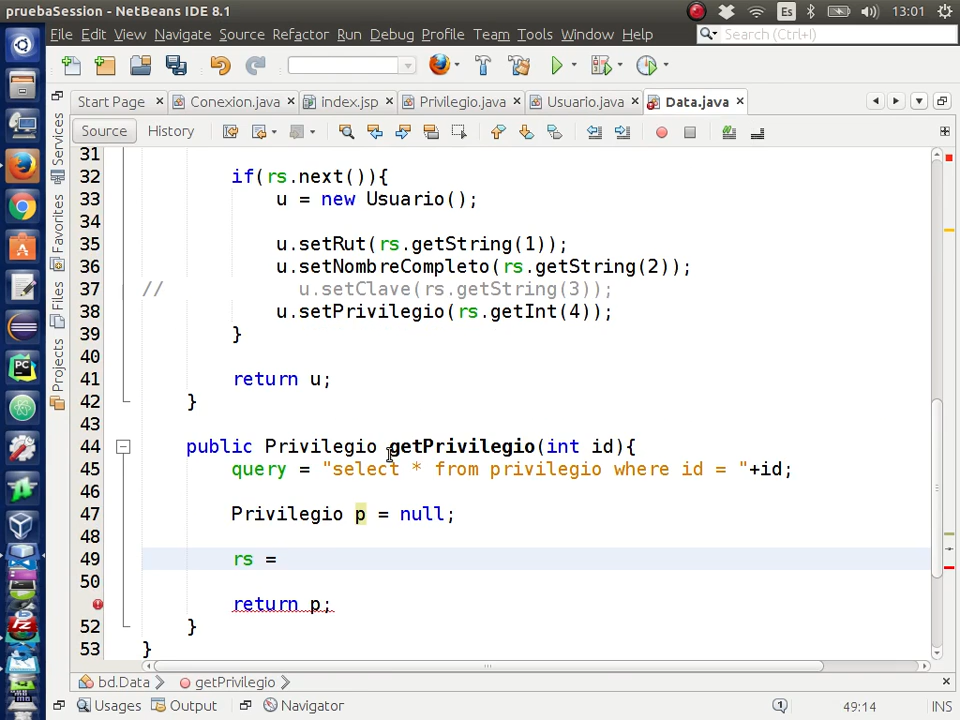 pruebaSession - NetBeans IDE 8.1
Es
13:01
File Edit View Navigate Source Refactor Run Debug Profile Team Tools Window Help
Search (Ctrl+I)
Start Page
Conexion.java
index.jsp
Privilegio.java
Usuario.java
Data.java
Source
History
Services
Favorites
Files
Projects
31
32 if(rs.next()){
33 u = new Usuario();
34
35 u.setRut(rs.getString(1));
36 u.setNombreCompleto(rs.getString(2));
37 // u.setClave(rs.getString(3));
38 u.setPrivilegio(rs.getInt(4));
39 }
40
41 return u;
42 }
43
44 public Privilegio getPrivilegio(int id){
45 query = "select * from privilegio where id = "+id;
46
47 Privilegio p = null;
48
49 rs =
50
return p;
52 }
53 }
bd.Data
getPrivilegio
Usages
Output
Navigator
1
49:14
INS